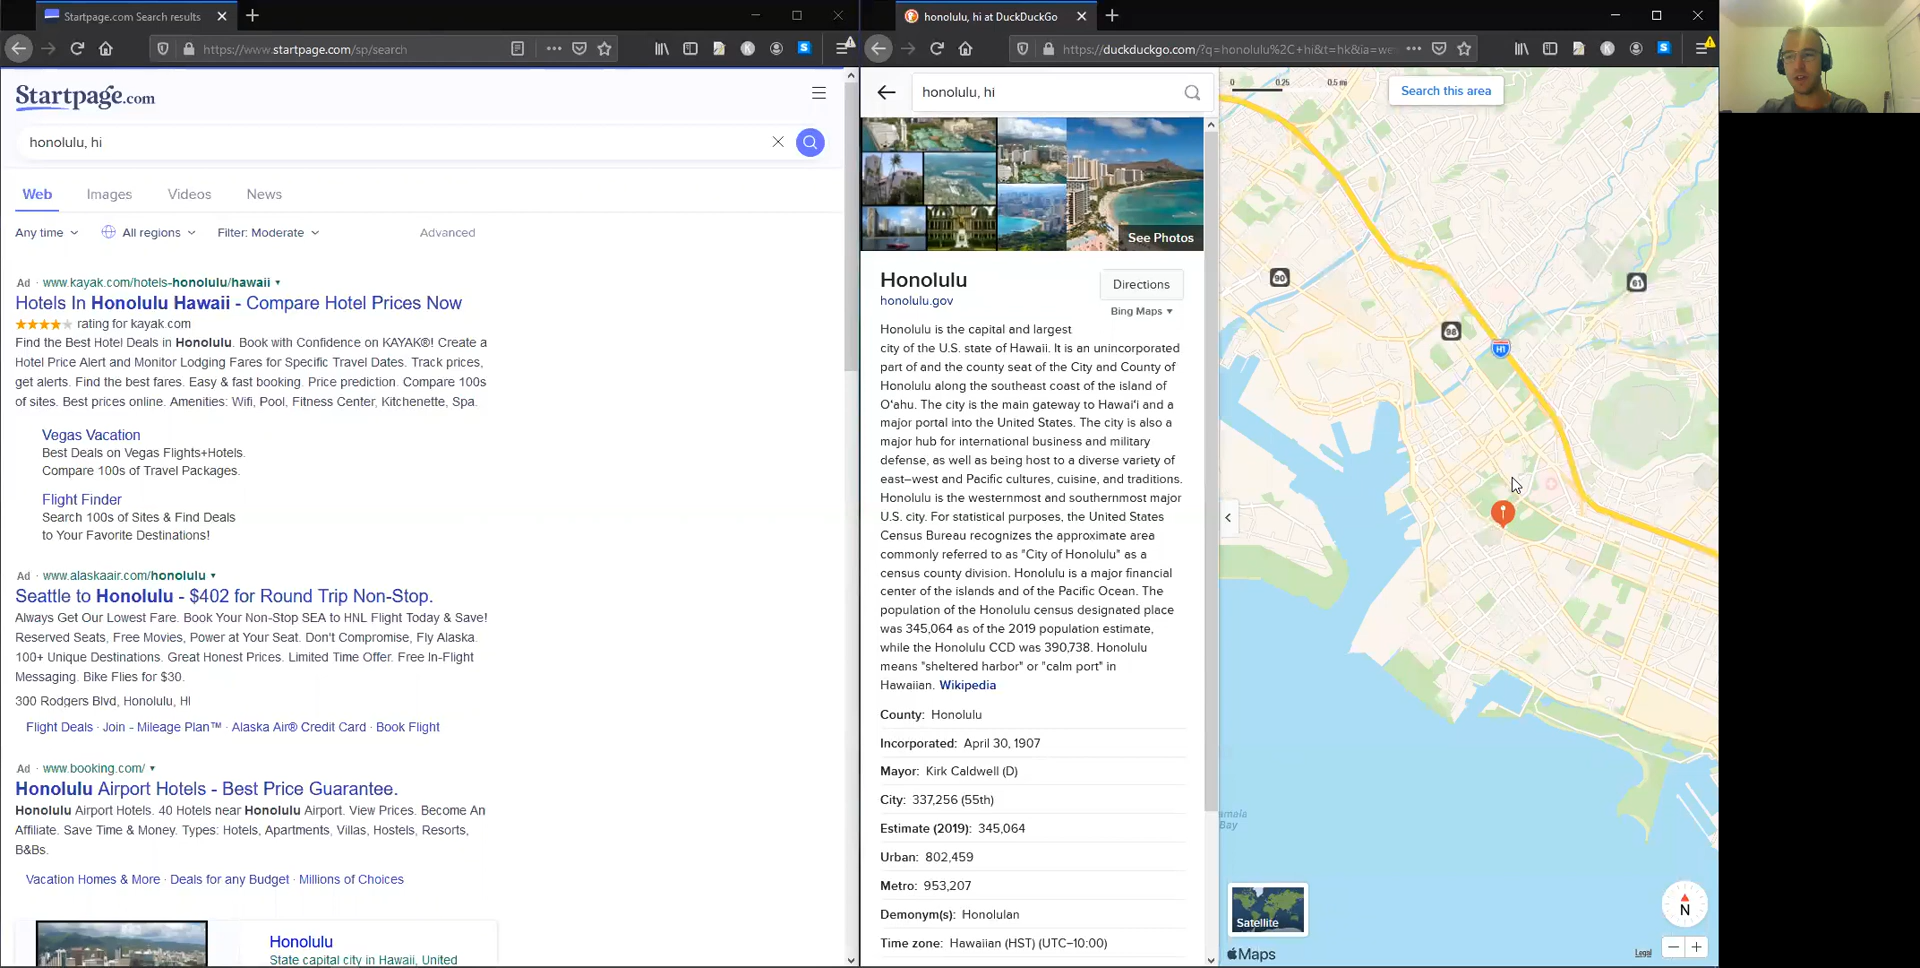 Startpage.com Search results
https://www.startpage.com/sp/search
Startpage.com
honolulu, hi
Web Images Videos News
Any time All regions Filter: Moderate Advanced
Ad · www.kayak.com/hotels-honolulu/hawaii
Hotels In Honolulu Hawaii - Compare Hotel Prices Now
rating for kayak.com
Find the Best Hotel Deals in Honolulu. Book with Confidence on KAYAK®! Create a
Hotel Price Alert and Monitor Lodging Fares for Specific Travel Dates. Track prices,
get alerts. Find the best fares. Easy & fast booking. Price prediction. Compare 100s
of sites. Best prices online. Amenities: Wifi, Pool, Fitness Center, Kitchenette, Spa.
Vegas Vacation
Best Deals on Vegas Flights+Hotels.
Compare 100s of Travel Packages.
Flight Finder
Search 100s of Sites & Find Deals
to Your Favorite Destinations!
Ad · www.alaskaair.com/honolulu
Seattle to Honolulu - $402 for Round Trip Non-Stop.
Always Get Our Lowest Fare. Book Your Non-Stop SEA to HNL Flight Today & Save!
Reserved Seats, Free Movies, Power at Your Seat. Don't Compromise, Fly Alaska.
100+ Unique Destinations. Great Honest Prices. Limited Time Offer. Free In-Flight
Messaging. Bike Flies for $30.
300 Rodgers Blvd, Honolulu, HI
Flight Deals · Join - Mileage Plan™ · Alaska Air® Credit Card · Book Flight
Ad · www.booking.com/
Honolulu Airport Hotels - Best Price Guarantee.
Honolulu Airport Hotels. 40 Hotels near Honolulu Airport. View Prices. Become An
Affiliate. Save Time & Money. Types: Hotels, Apartments, Villas, Hostels, Resorts,
B&Bs.
Vacation Homes & More · Deals for any Budget · Millions of Choices
Honolulu
State capital city in Hawaii, United
honolulu, hi at DuckDuckGo
https://duckduckgo.com/?q=honolulu%2C+hi&t=hk&ia=we
honolulu, hi
See Photos
Honolulu
honolulu.gov
Directions
Bing Maps
Honolulu is the capital and largest
city of the U.S. state of Hawaii. It is an unincorporated
part of and the county seat of the City and County of
Honolulu along the southeast coast of the island of
Oʻahu. The city is the main gateway to Hawaiʻi and a
major portal into the United States. The city is also a
major hub for international business and military
defense, as well as being host to a diverse variety of
east–west and Pacific cultures, cuisine, and traditions.
Honolulu is the westernmost and southernmost major
U.S. city. For statistical purposes, the United States
Census Bureau recognizes the approximate area
commonly referred to as "City of Honolulu" as a
census county division. Honolulu is a major financial
center of the islands and of the Pacific Ocean. The
population of the Honolulu census designated place
was 345,064 as of the 2019 population estimate,
while the Honolulu CCD was 390,738. Honolulu
means "sheltered harbor" or "calm port" in
Hawaiian. Wikipedia
County: Honolulu
Incorporated: April 30, 1907
Mayor: Kirk Caldwell (D)
City: 337,256 (55th)
Estimate (2019): 345,064
Urban: 802,459
Metro: 953,207
Demonym(s): Honolulan
Time zone: Hawaiian (HST) (UTC−10:00)
0 0.25 0.5 mi
Search this area
90
61
98
H1
Bay
Satellite
N
Maps
Legal